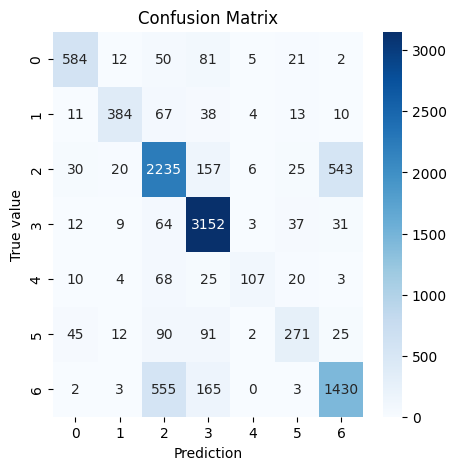 Confusion Matrix
True value
0 584 12 50 81 5 21 2
1 11 384 67 38 4 13 10
2 30 20 2235 157 6 25 543
3 12 9 64 3152 3 37 31
4 10 4 68 25 107 20 3
5 45 12 90 91 2 271 25
6 2 3 555 165 0 3 1430
0 1 2 3 4 5 6
Prediction
3000
2500
2000
1500
1000
500
0